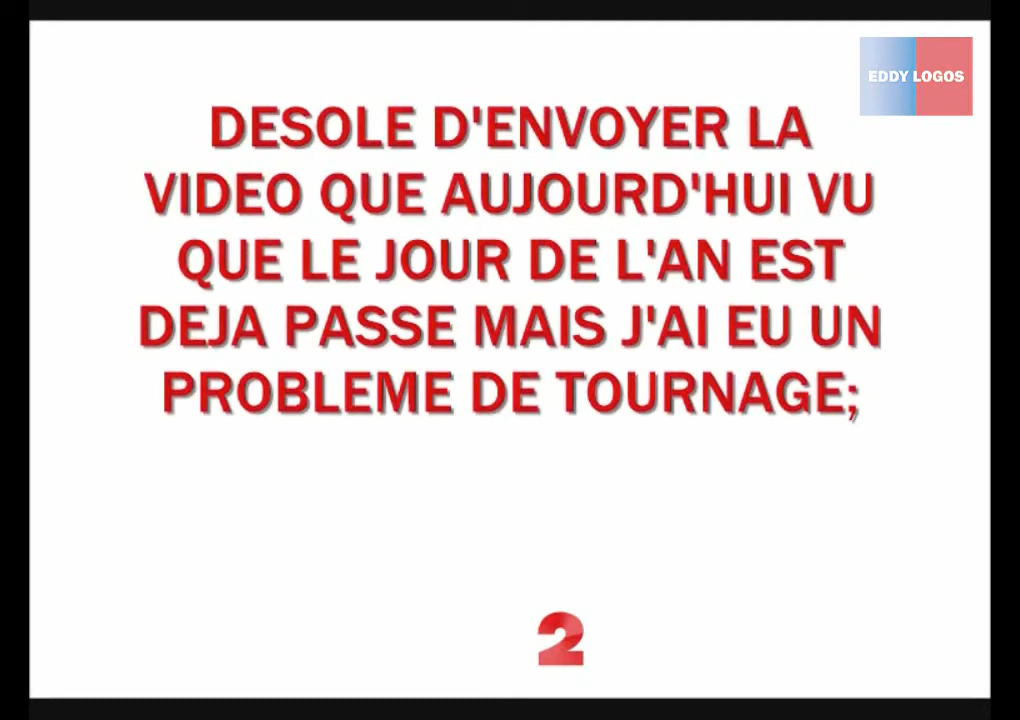 EDDY LOGOS
DESOLE D'ENVOYER LA
VIDEO QUE AUJOURD'HUI VU
QUE LE JOUR DE L'AN EST
DEJA PASSE MAIS J'AI EU UN
PROBLEME DE TOURNAGE;
2